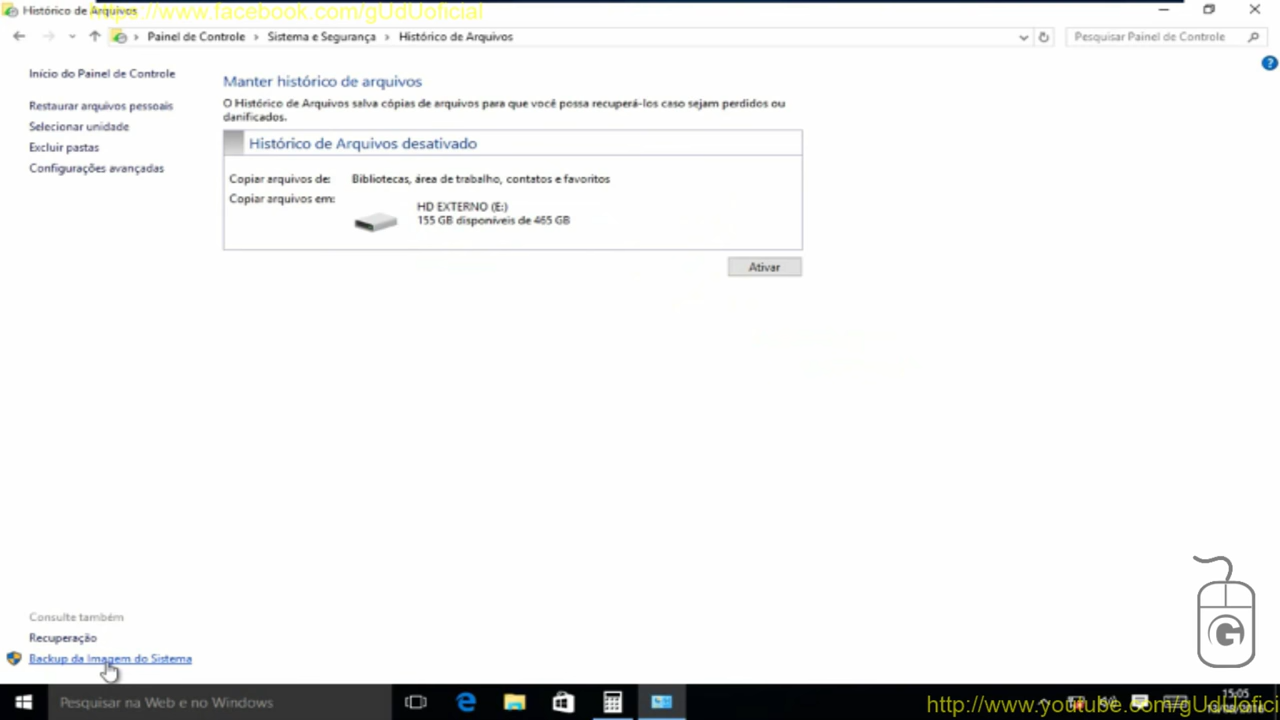 Histórico de Arquivos
https://www.facebook.com/gUdUoficial
Painel de Controle > Sistema e Segurança > Histórico de Arquivos
Pesquisar Painel de Controle
?
Início do Painel de Controle
Restaurar arquivos pessoais
Selecionar unidade
Excluir pastas
Configurações avançadas
Manter histórico de arquivos
O Histórico de Arquivos salva cópias de arquivos para que você possa recuperá-los caso sejam perdidos ou
danificados.
Histórico de Arquivos desativado
Copiar arquivos de: Bibliotecas, área de trabalho, contatos e favoritos
Copiar arquivos em: HD EXTERNO (E:)
155 GB disponíveis de 465 GB
Ativar
Consulte também
Recuperação
Backup da Imagem do Sistema
G
Pesquisar na Web e no Windows
15:05
http://www.youtube.com/gUdUofici